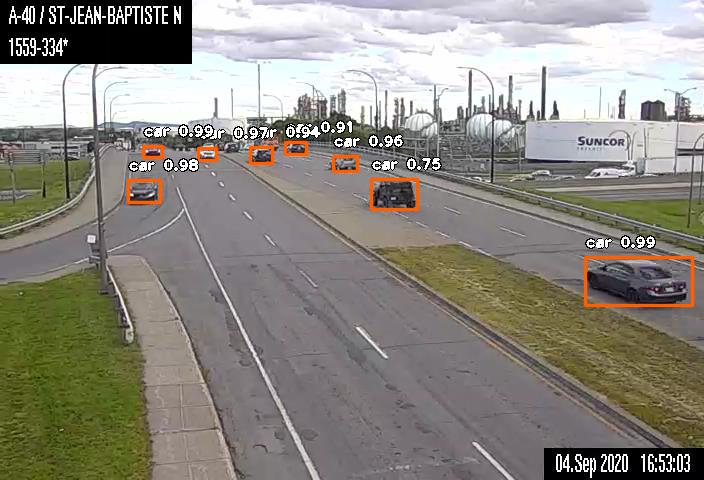 A-40 / ST-JEAN-BAPTISTE N
1559-334*
car 0.99
0.97
0.94
0.91
car 0.96
car 0.98
car 0.75
SUNCOR
car 0.99
04.Sep 2020 16:53:03